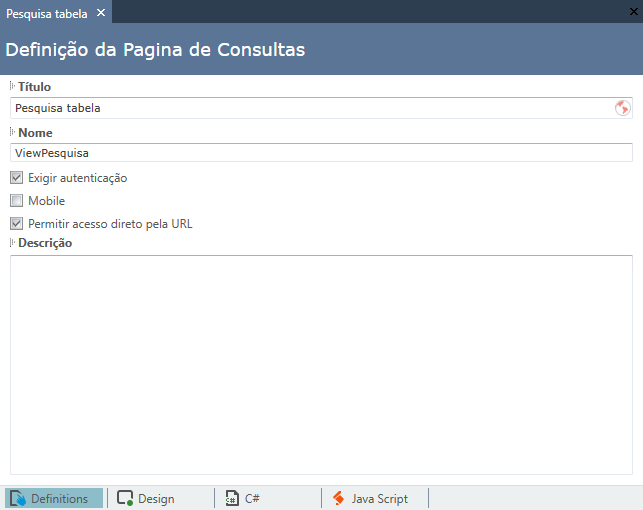 Pesquisa tabela
Definição da Pagina de Consultas
Título
Pesquisa tabela
Nome
ViewPesquisa
Exigir autenticação
Mobile
Permitir acesso direto pela URL
Descrição
Definitions Design C# Java Script